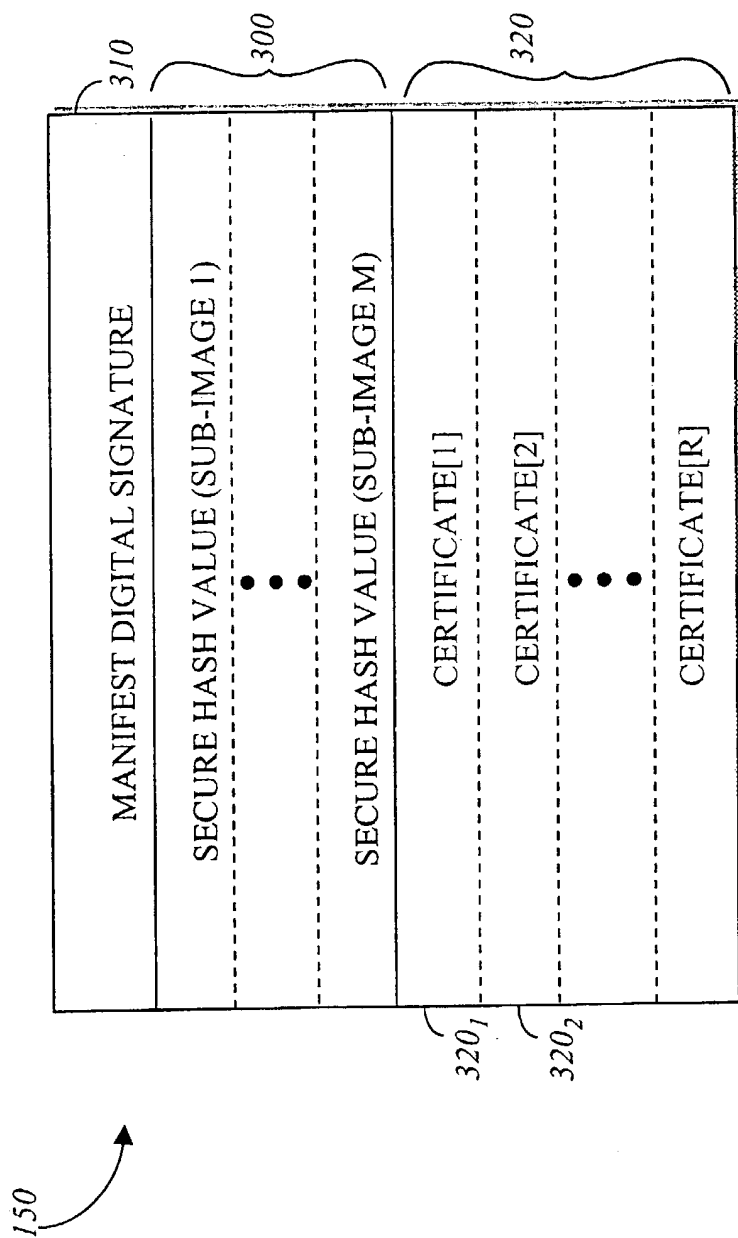 150
310
MANIFEST DIGITAL SIGNATURE
300
SECURE HASH VALUE (SUB-IMAGE 1)
SECURE HASH VALUE (SUB-IMAGE M)
320
320₁
CERTIFICATE[1]
320₂
CERTIFICATE[2]
CERTIFICATE[R]